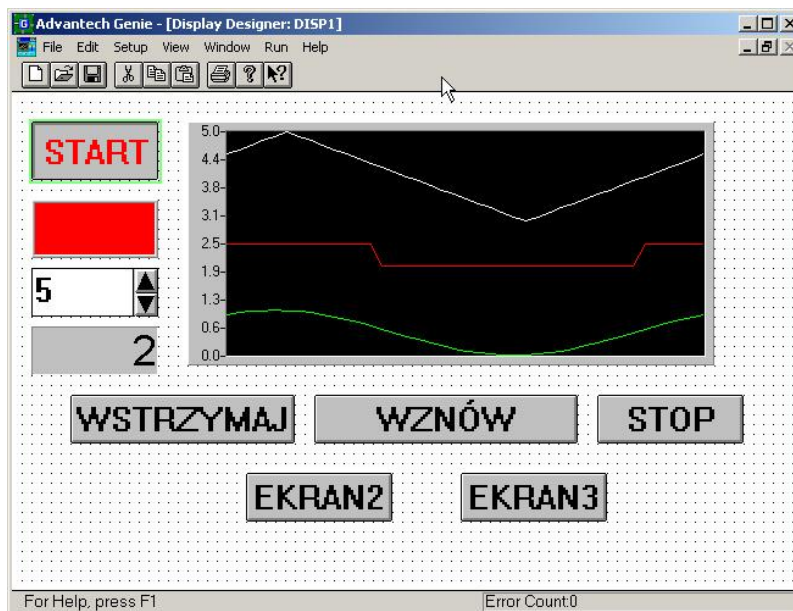 Advantech Genie - [Display Designer: DISP1]
File Edit Setup View Window Run Help
START
5.0
4.4
3.8
3.1
2.5
1.9
1.3
0.6
0.0
5
2
WSTRZYMAJ WZNÓW STOP
EKRAN2 EKRAN3
For Help, press F1 Error Count:0